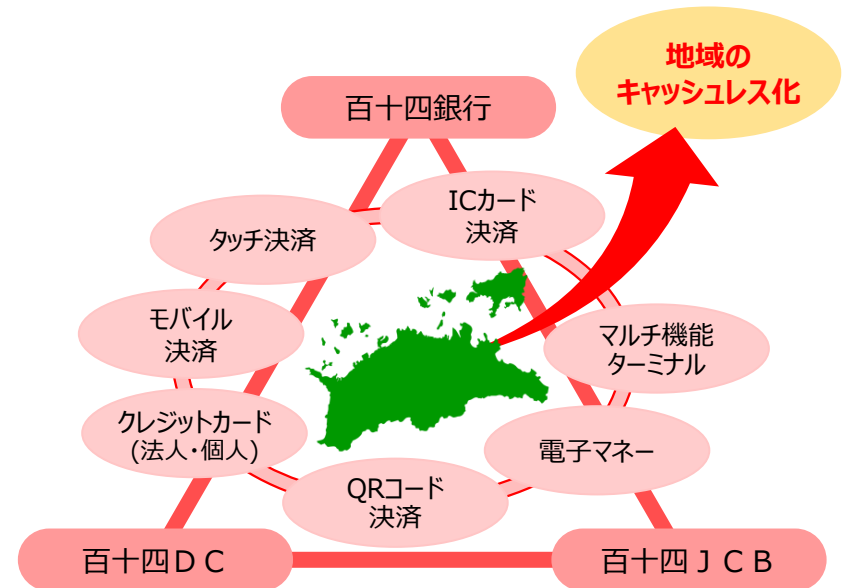 地域の
キャッシュレス化
百十四銀行
ICカード
決済
タッチ決済
モバイル
決済
マルチ機能
ターミナル
クレジットカード
(法人・個人)
電子マネー
QRコード
決済
百十四ＤＣ
百十四ＪＣＢ